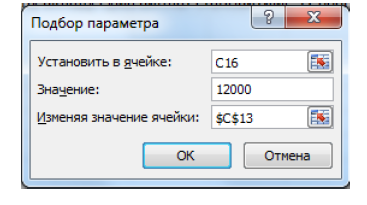 Подбор параметра
Установить в ячейке: C16
Значение: 12000
Изменяя значение ячейки: $C$13
ОК Отмена